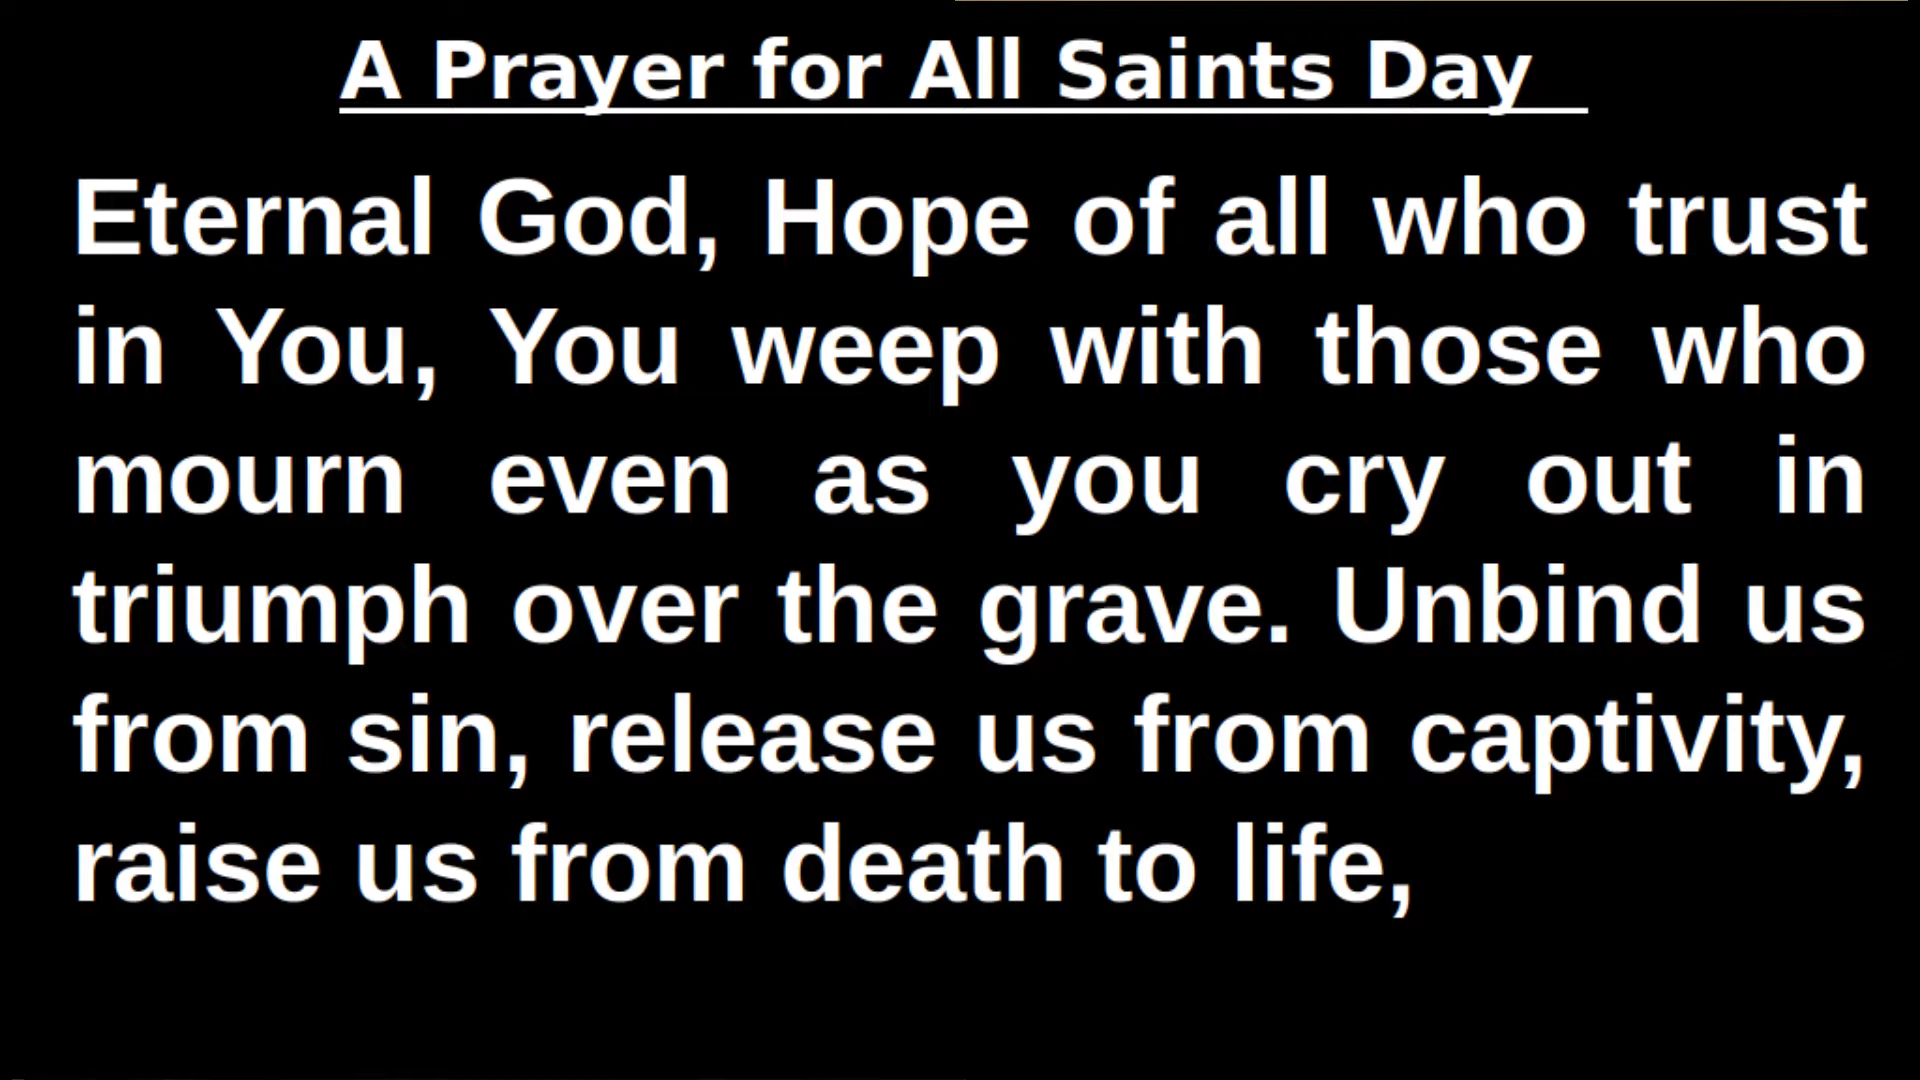 A Prayer for All Saints Day
Eternal God, Hope of all who trust
in You, You weep with those who
mourn even as you cry out in
triumph over the grave. Unbind us
from sin, release us from captivity,
raise us from death to life,